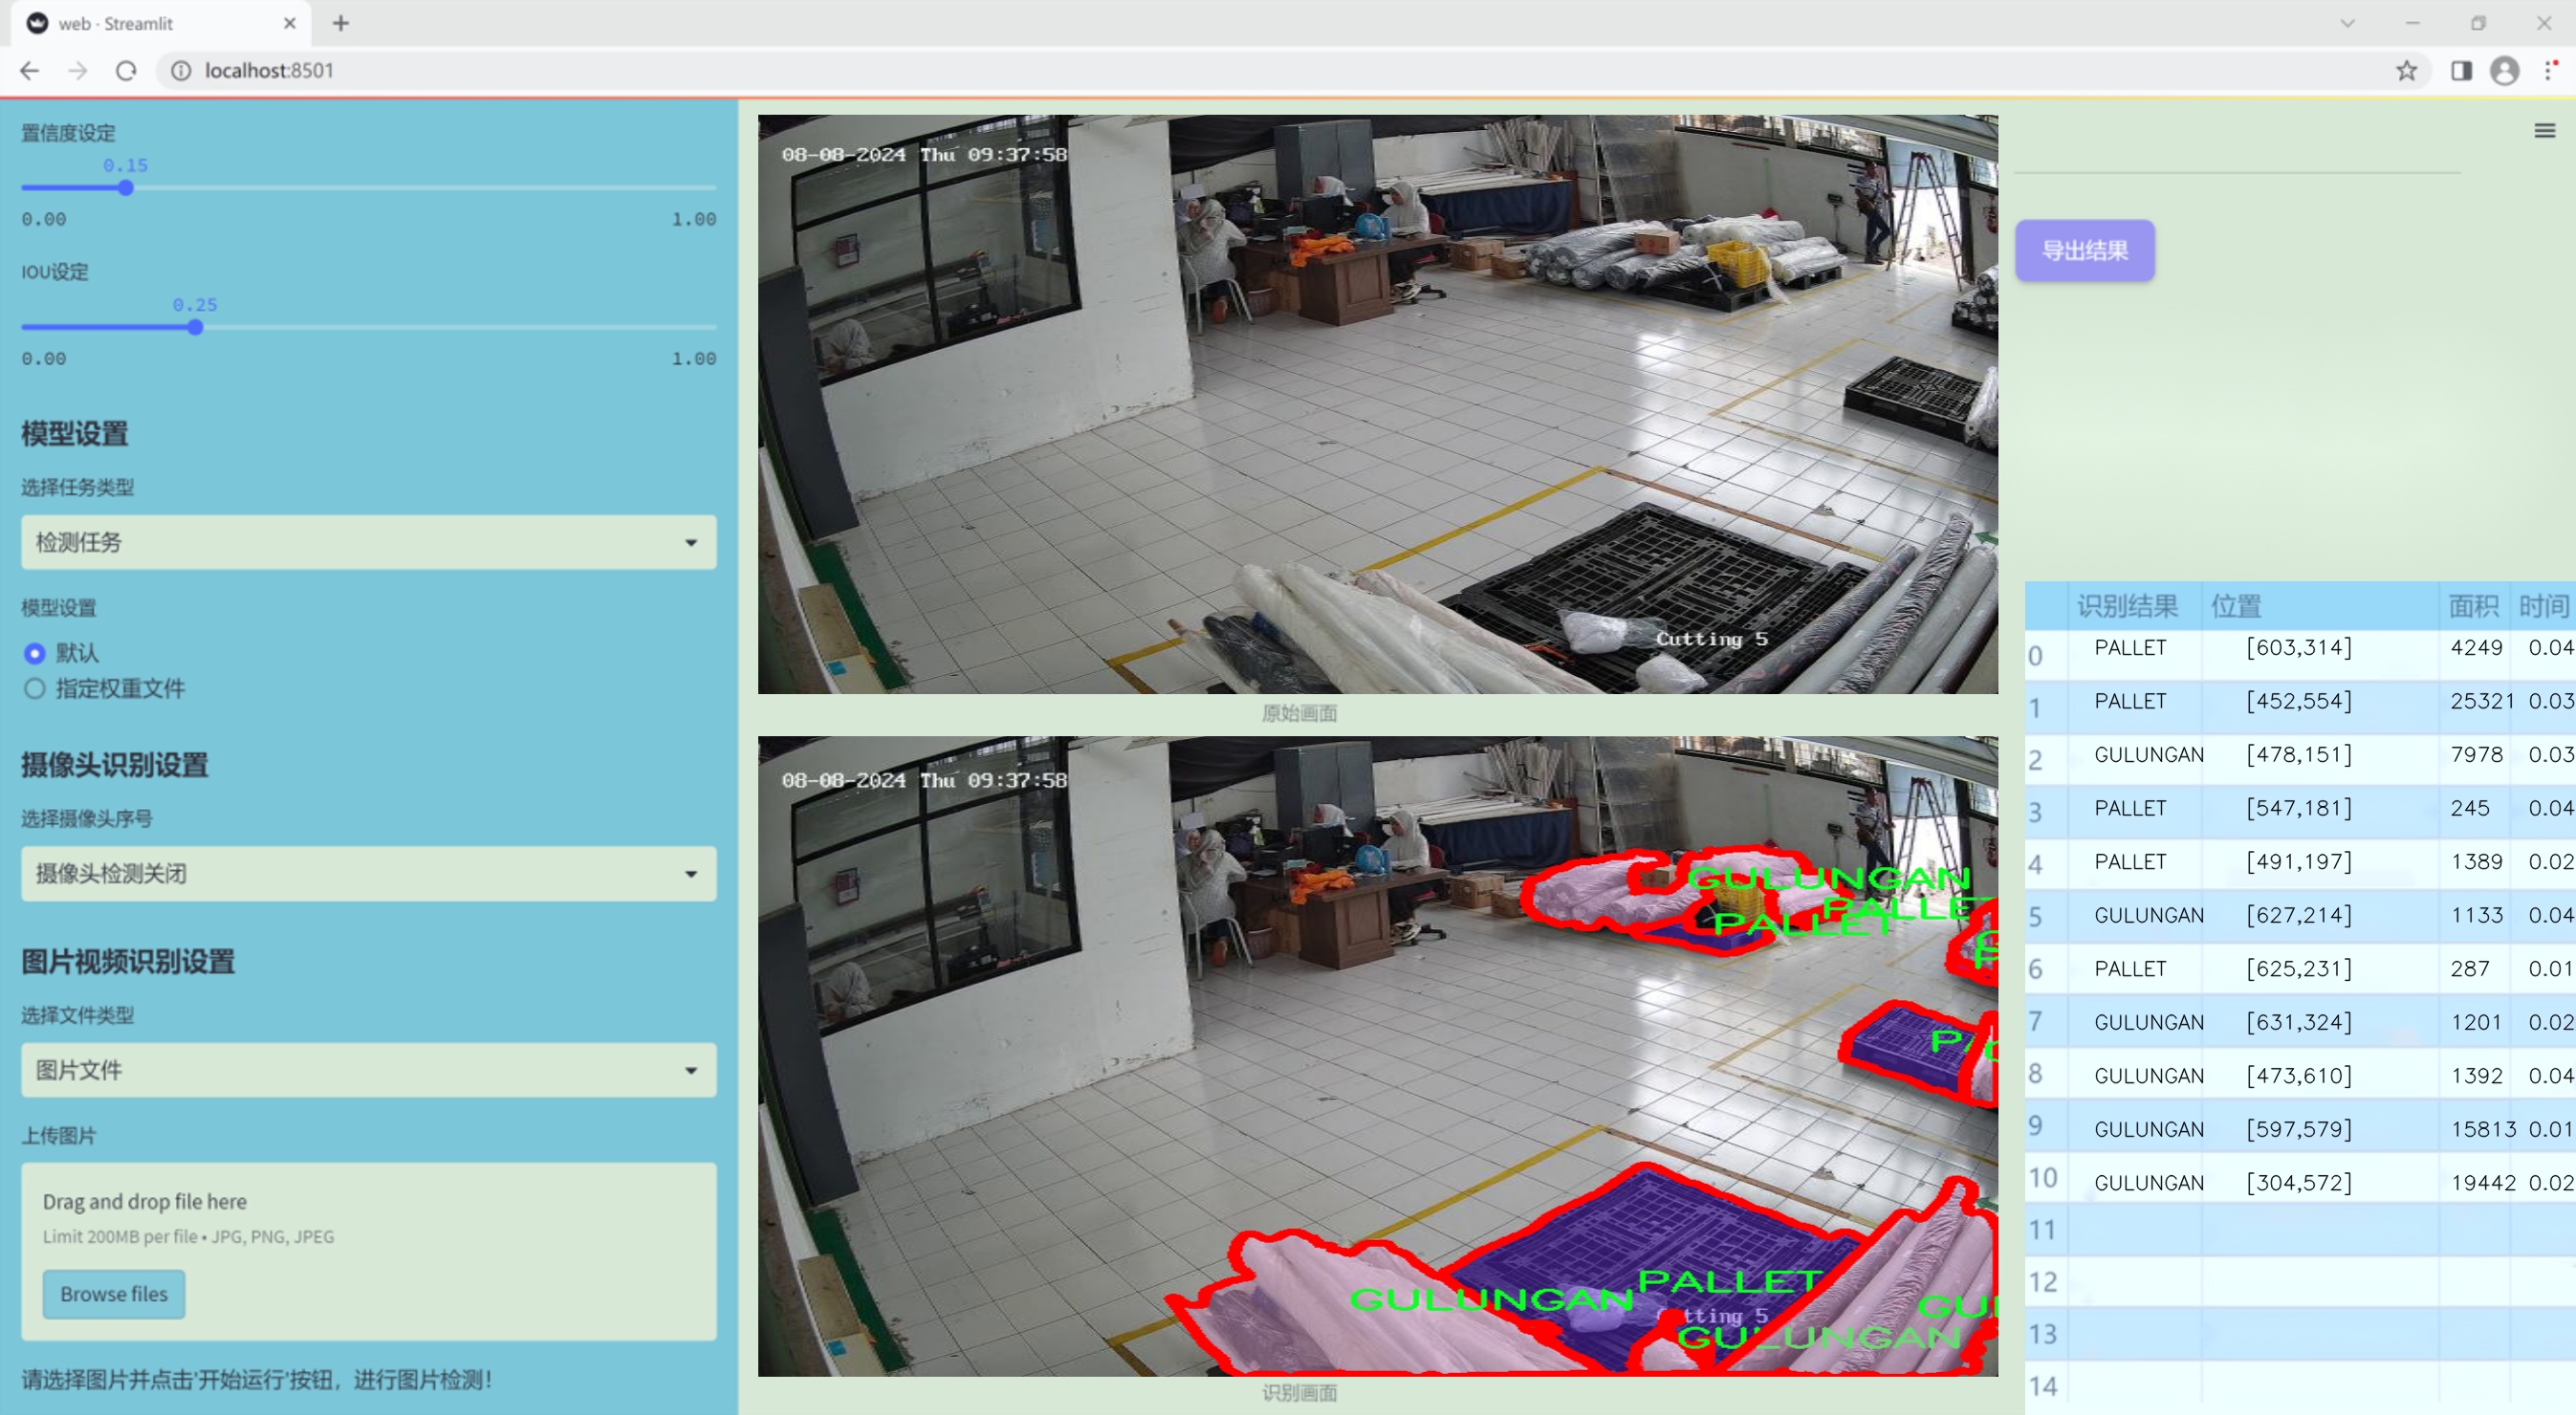 web · Streamlit
localhost:8501
置信度设定
0.15
0.00 1.00
IOU设定
0.25
0.00 1.00
模型设置
选择任务类型
检测任务
模型设置
默认
指定权重文件
摄像头识别设置
选择摄像头序号
摄像头检测关闭
图片视频识别设置
选择文件类型
图片文件
上传图片
Drag and drop file here
Limit 200MB per file • JPG, PNG, JPEG
Browse files
请选择图片并点击'开始运行'按钮，进行图片检测！
08-08-2024 Thu 09:37:58
Cutting 5
原始画面
08-08-2024 Thu 09:37:58
GULUNGAN
PALLET
PALLET
GULUNGAN
PALLET
tting 5
GULUNGAN
识别画面
导出结果
识别结果 位置 面积 时间
0 PALLET [603,314] 4249 0.04
1 PALLET [452,554] 25321 0.03
2 GULUNGAN [478,151] 7978 0.03
3 PALLET [547,181] 245 0.04
4 PALLET [491,197] 1389 0.02
5 GULUNGAN [627,214] 1133 0.04
6 PALLET [625,231] 287 0.01
7 GULUNGAN [631,324] 1201 0.02
8 GULUNGAN [473,610] 1392 0.04
9 GULUNGAN [597,579] 15813 0.01
10 GULUNGAN [304,572] 19442 0.02
11
12
13
14